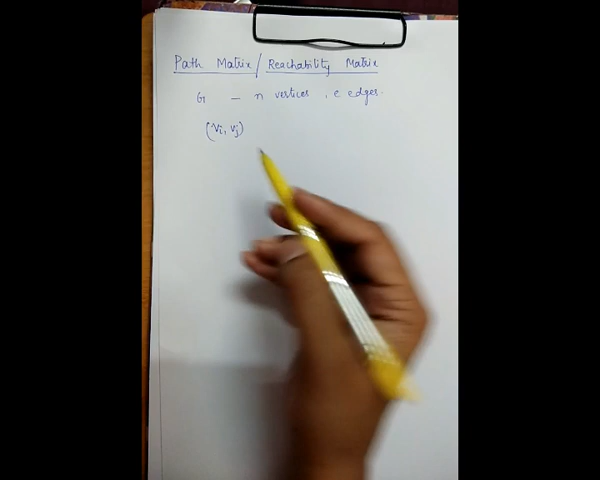 Path Matrix / Reachability Matrix
G – n vertices , e edges.
(vi, vj)